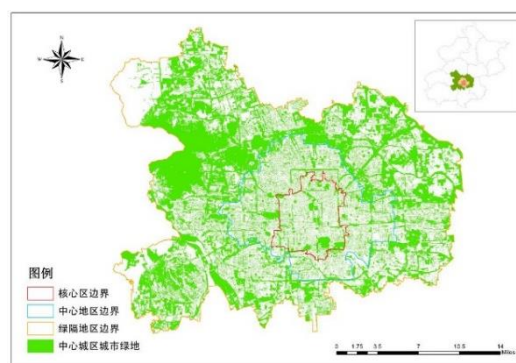 N
W
E
S
图例
核心区边界
中心地区边界
绿隔地区边界
中心城区城市绿地
0 1.75 3.5 7 10.5 14
Miles